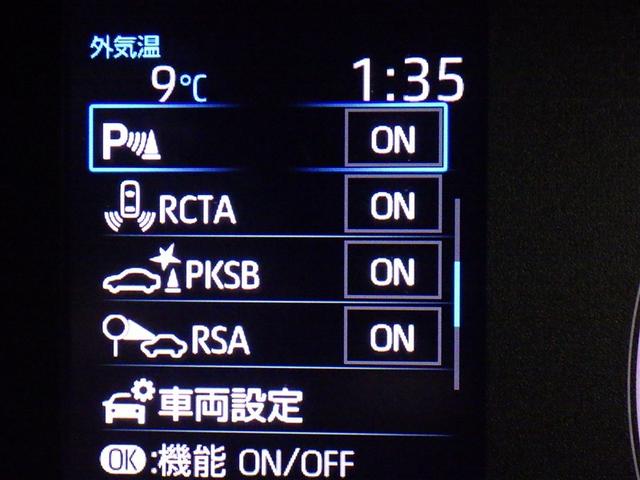 外気温
9℃ 1:35
P ON
RCTA ON
PKSB ON
RSA ON
車両設定
OK:機能 ON/OFF